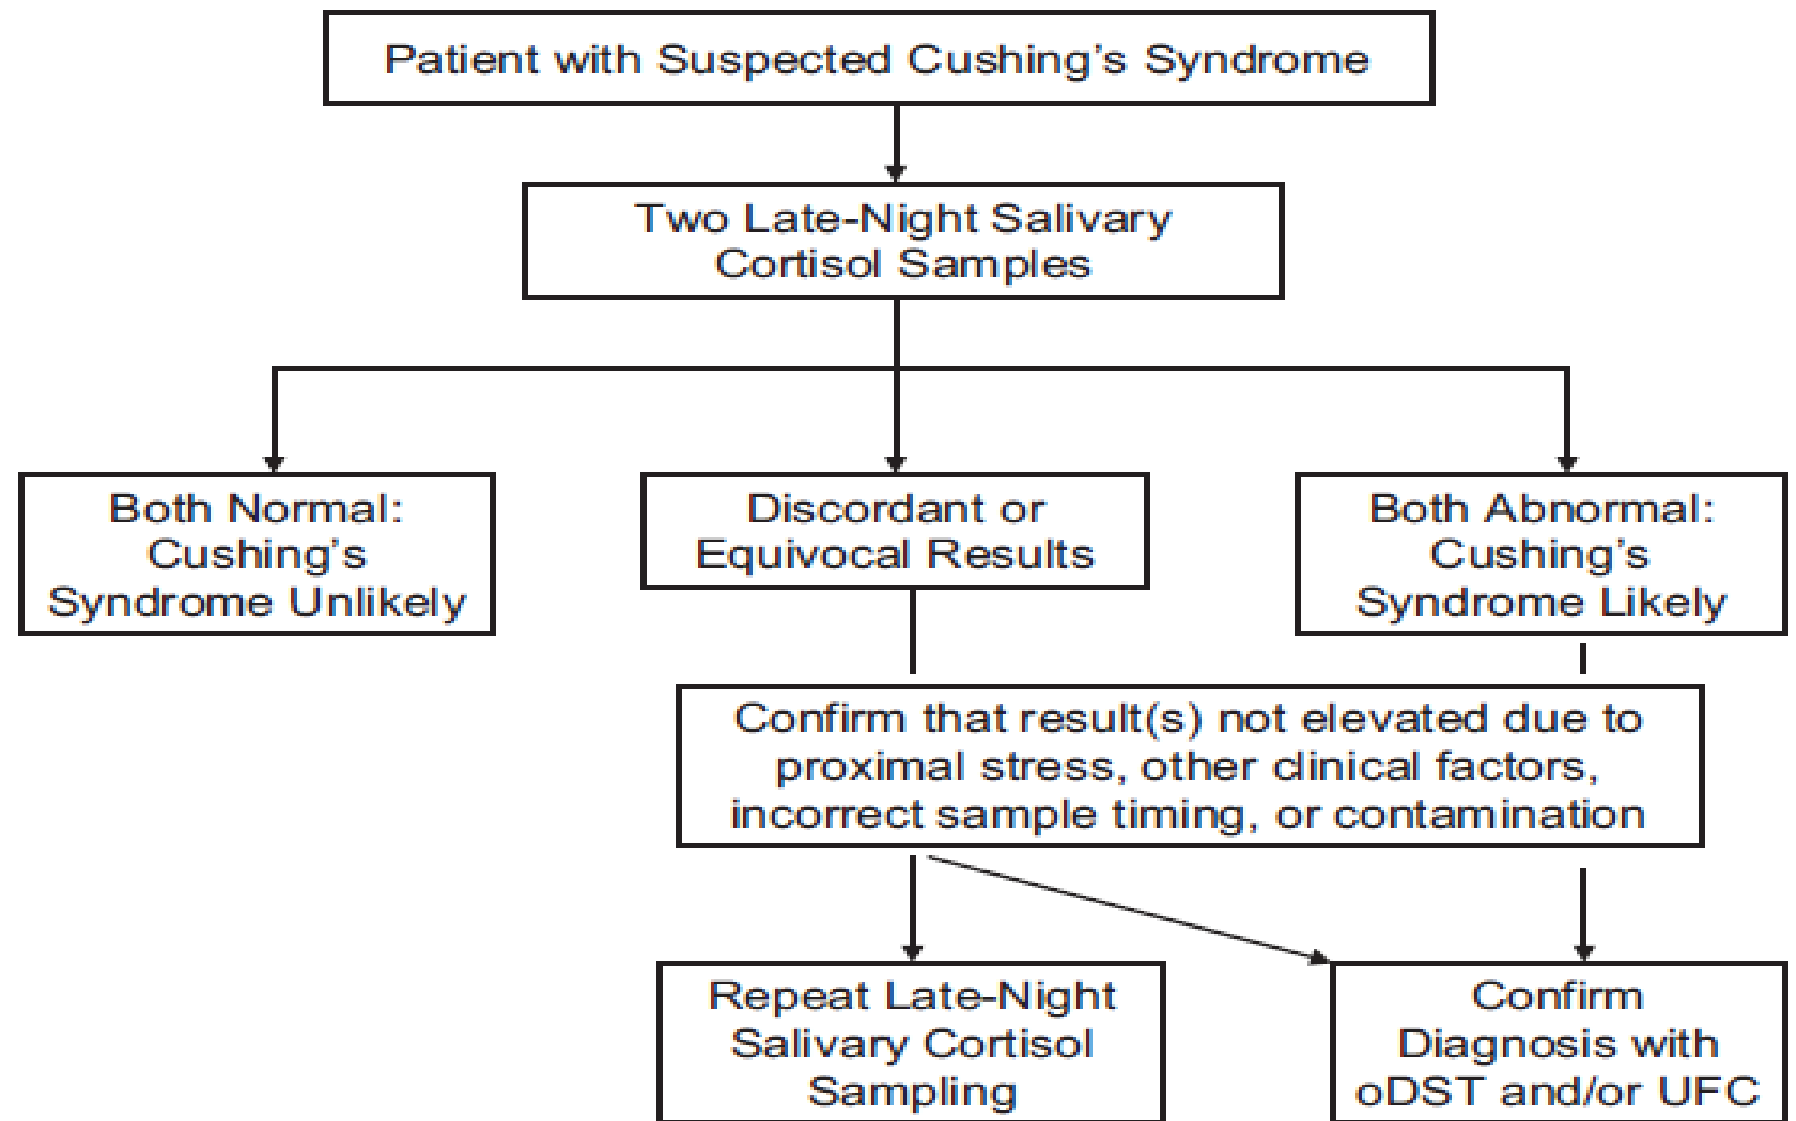 Patient with Suspected Cushing's Syndrome
Two Late-Night Salivary
Cortisol Samples
Both Normal:
Cushing's
Syndrome Unlikely
Discordant or
Equivocal Results
Both Abnormal:
Cushing's
Syndrome Likely
Confirm that result(s) not elevated due to
proximal stress, other clinical factors,
incorrect sample timing, or contamination
Repeat Late-Night
Salivary Cortisol
Sampling
Confirm
Diagnosis with
oDST and/or UFC